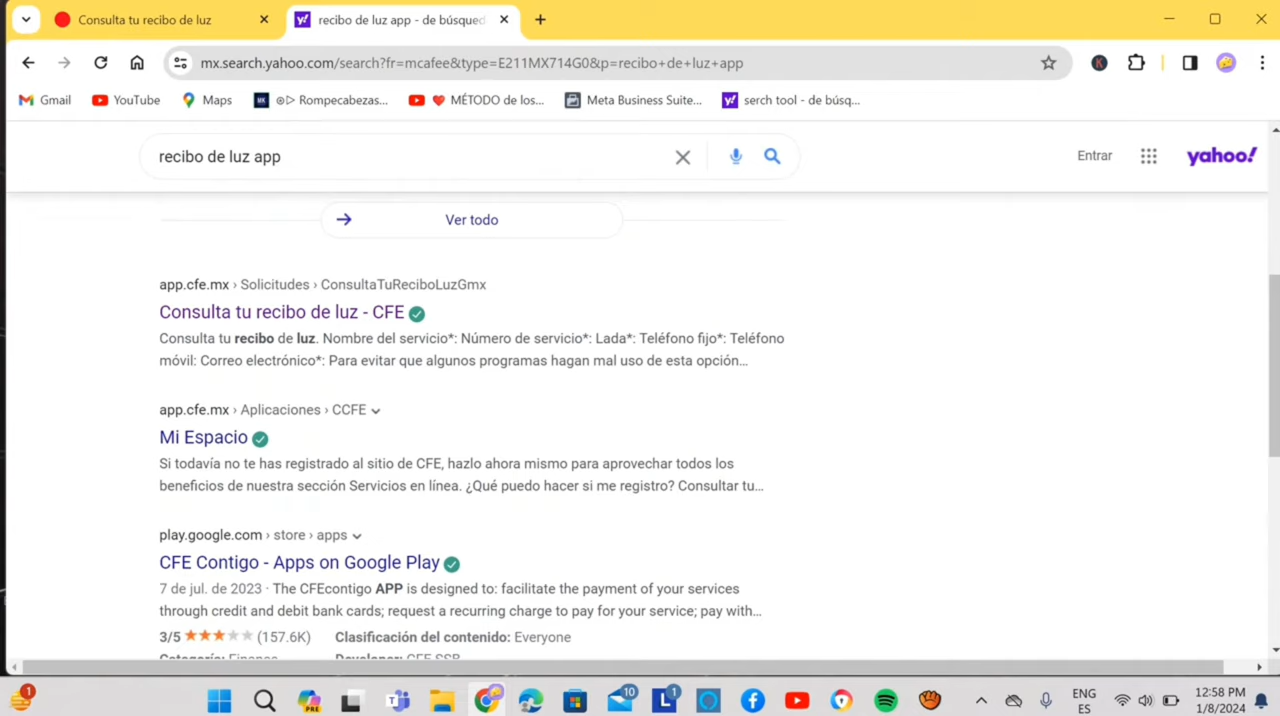 Consulta tu recibo de luz
recibo de luz app - de búsqued
mx.search.yahoo.com/search?fr=mcafee&type=E211MX714G0&p=recibo+de+luz+app
Gmail YouTube Maps ⊙▷ Rompecabezas... MÉTODO de los... Meta Business Suite... serch tool - de búsq...
recibo de luz app
Entrar
yahoo!
Ver todo
app.cfe.mx › Solicitudes › ConsultaTuReciboLuzGmx
Consulta tu recibo de luz - CFE
Consulta tu recibo de luz. Nombre del servicio*: Número de servicio*: Lada*: Teléfono fijo*: Teléfono
móvil: Correo electrónico*: Para evitar que algunos programas hagan mal uso de esta opción...
app.cfe.mx › Aplicaciones › CCFE
Mi Espacio
Si todavía no te has registrado al sitio de CFE, hazlo ahora mismo para aprovechar todos los
beneficios de nuestra sección Servicios en línea. ¿Qué puedo hacer si me registro? Consultar tu...
play.google.com › store › apps
CFE Contigo - Apps on Google Play
7 de jul. de 2023 · The CFEcontigo APP is designed to: facilitate the payment of your services
through credit and debit bank cards; request a recurring charge to pay for your service; pay with...
3/5 ★★★☆☆ (157.6K) Clasificación del contenido: Everyone
Categoría: Finance Developer: CFE SSB
1 PRE 10 1
ENG
ES
12:58 PM
1/8/2024